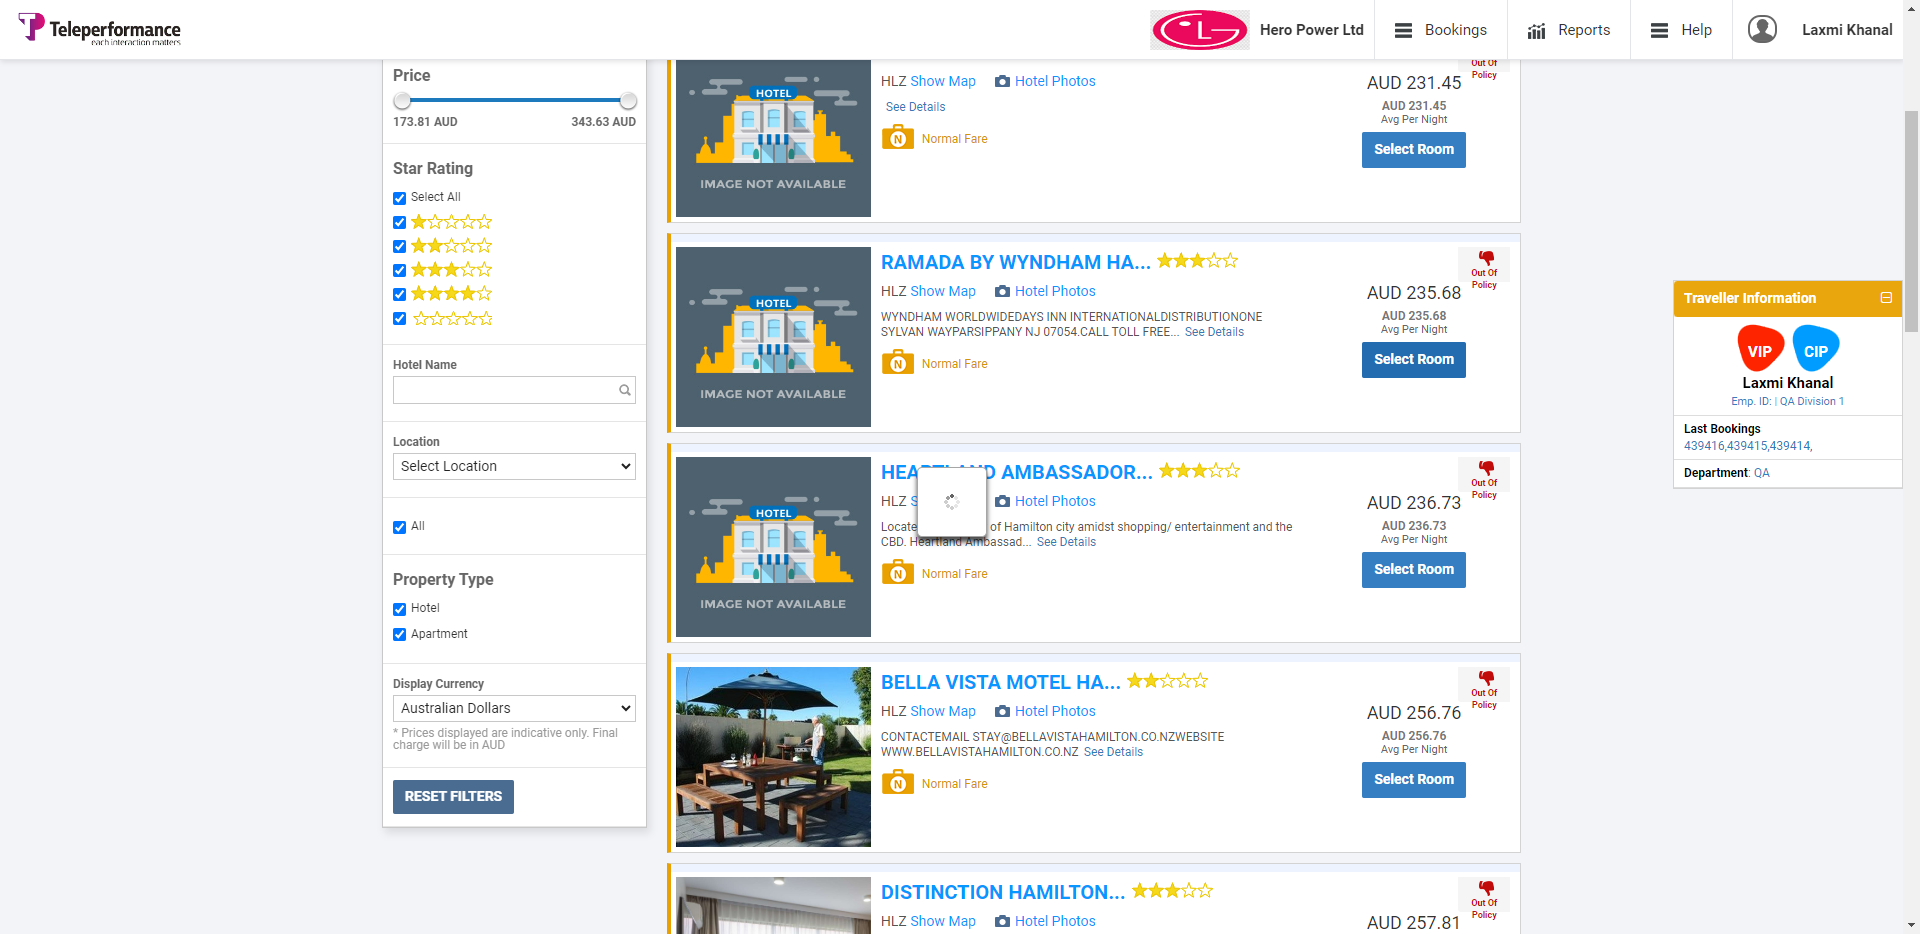 Teleperformance
each interaction matters
Hero Power Ltd
Bookings
Reports
Help
Laxmi Khanal
Price
173.81 AUD
343.63 AUD
Star Rating
Select All
Hotel Name
Location
Select Location
All
Property Type
Hotel
Apartment
Display Currency
Australian Dollars
* Prices displayed are indicative only. Final
charge will be in AUD
RESET FILTERS
HOTEL
IMAGE NOT AVAILABLE
HLZ Show Map Hotel Photos
See Details
N Normal Fare
Out Of
Policy
AUD 231.45
AUD 231.45
Avg Per Night
Select Room
HOTEL
IMAGE NOT AVAILABLE
RAMADA BY WYNDHAM HA...
HLZ Show Map Hotel Photos
WYNDHAM WORLDWIDEDAYS INN INTERNATIONALDISTRIBUTIONONE
SYLVAN WAYPARSIPPANY NJ 07054.CALL TOLL FREE... See Details
N Normal Fare
Out Of
Policy
AUD 235.68
AUD 235.68
Avg Per Night
Select Room
HOTEL
IMAGE NOT AVAILABLE
AMBASSADOR...
HLZ Hotel Photos
of Hamilton city amidst shopping/ entertainment and the
CBD. Heartland Ambassad... See Details
N Normal Fare
Out Of
Policy
AUD 236.73
AUD 236.73
Avg Per Night
Select Room
BELLA VISTA MOTEL HA...
HLZ Show Map Hotel Photos
CONTACTEMAIL STAY@BELLAVISTAHAMILTON.CO.NZWEBSITE
WWW.BELLAVISTAHAMILTON.CO.NZ See Details
N Normal Fare
Out Of
Policy
AUD 256.76
AUD 256.76
Avg Per Night
Select Room
DISTINCTION HAMILTON...
HLZ Show Map Hotel Photos
Out Of
Policy
AUD 257.81
Traveller Information
VIP CIP
Laxmi Khanal
Emp. ID: | QA Division 1
Last Bookings
439416,439415,439414,
Department: QA